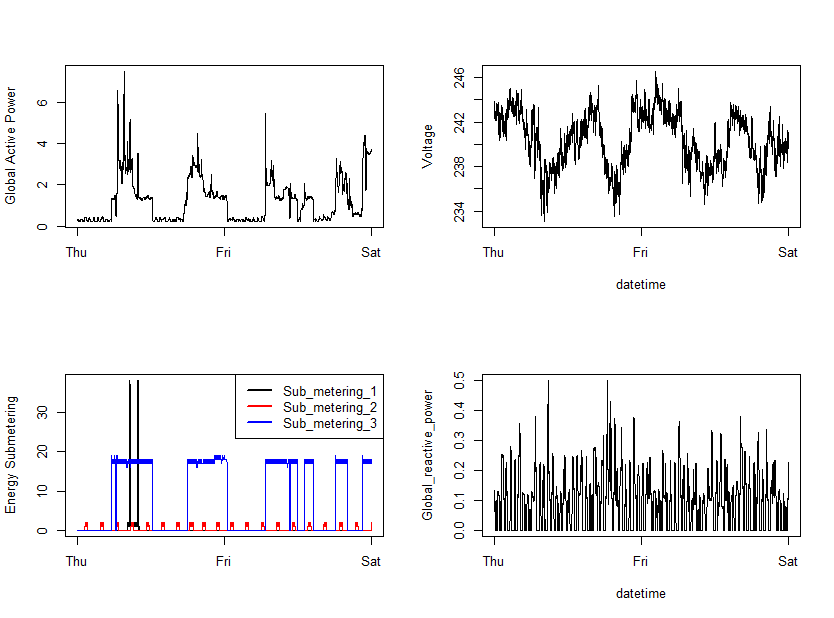 Global Active Power
0 2 4 6
Thu Fri Sat
Voltage
234 238 242 246
Thu Fri Sat
datetime
Energy Submetering
0 10 20 30
Sub_metering_1
Sub_metering_2
Sub_metering_3
Thu Fri Sat
Global_reactive_power
0.0 0.1 0.2 0.3 0.4 0.5
Thu Fri Sat
datetime